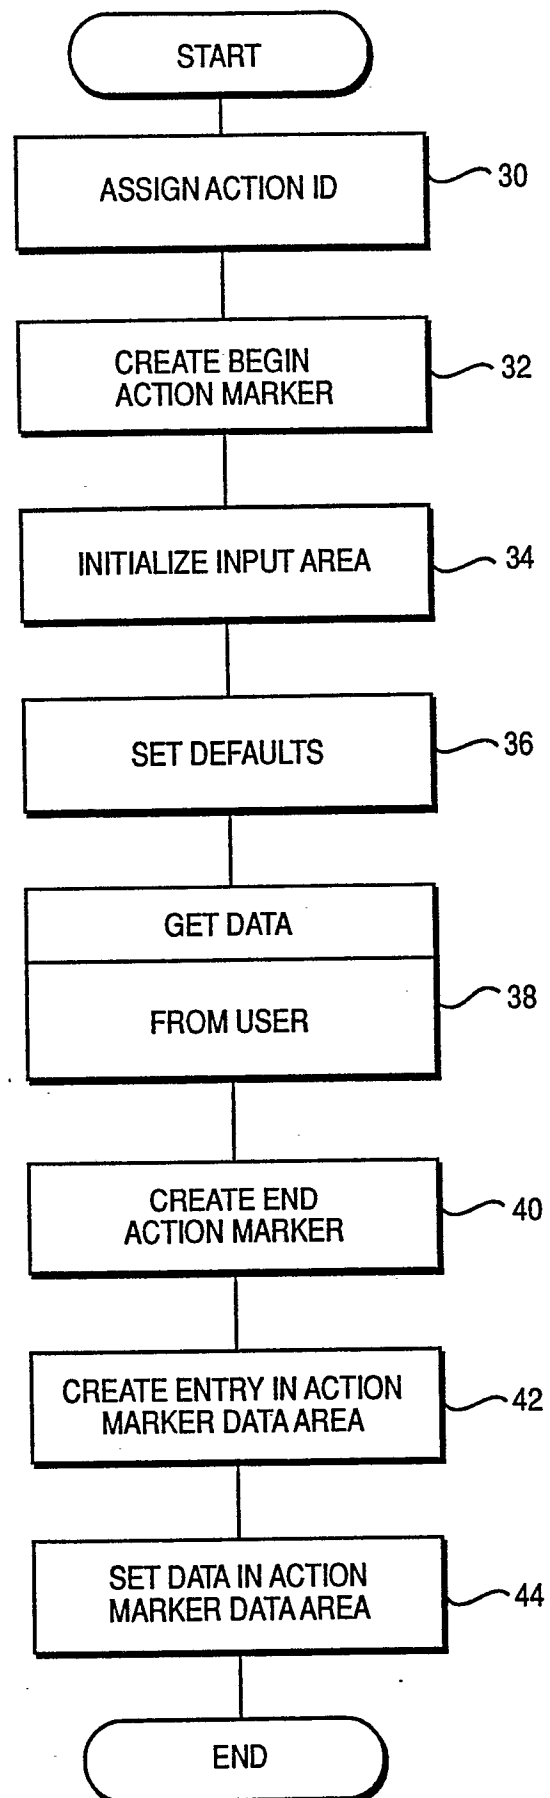 START
ASSIGN ACTION ID
30
CREATE BEGIN
ACTION MARKER
32
INITIALIZE INPUT AREA
34
SET DEFAULTS
36
GET DATA
FROM USER
38
CREATE END
ACTION MARKER
40
CREATE ENTRY IN ACTION
MARKER DATA AREA
42
SET DATA IN ACTION
MARKER DATA AREA
44
END